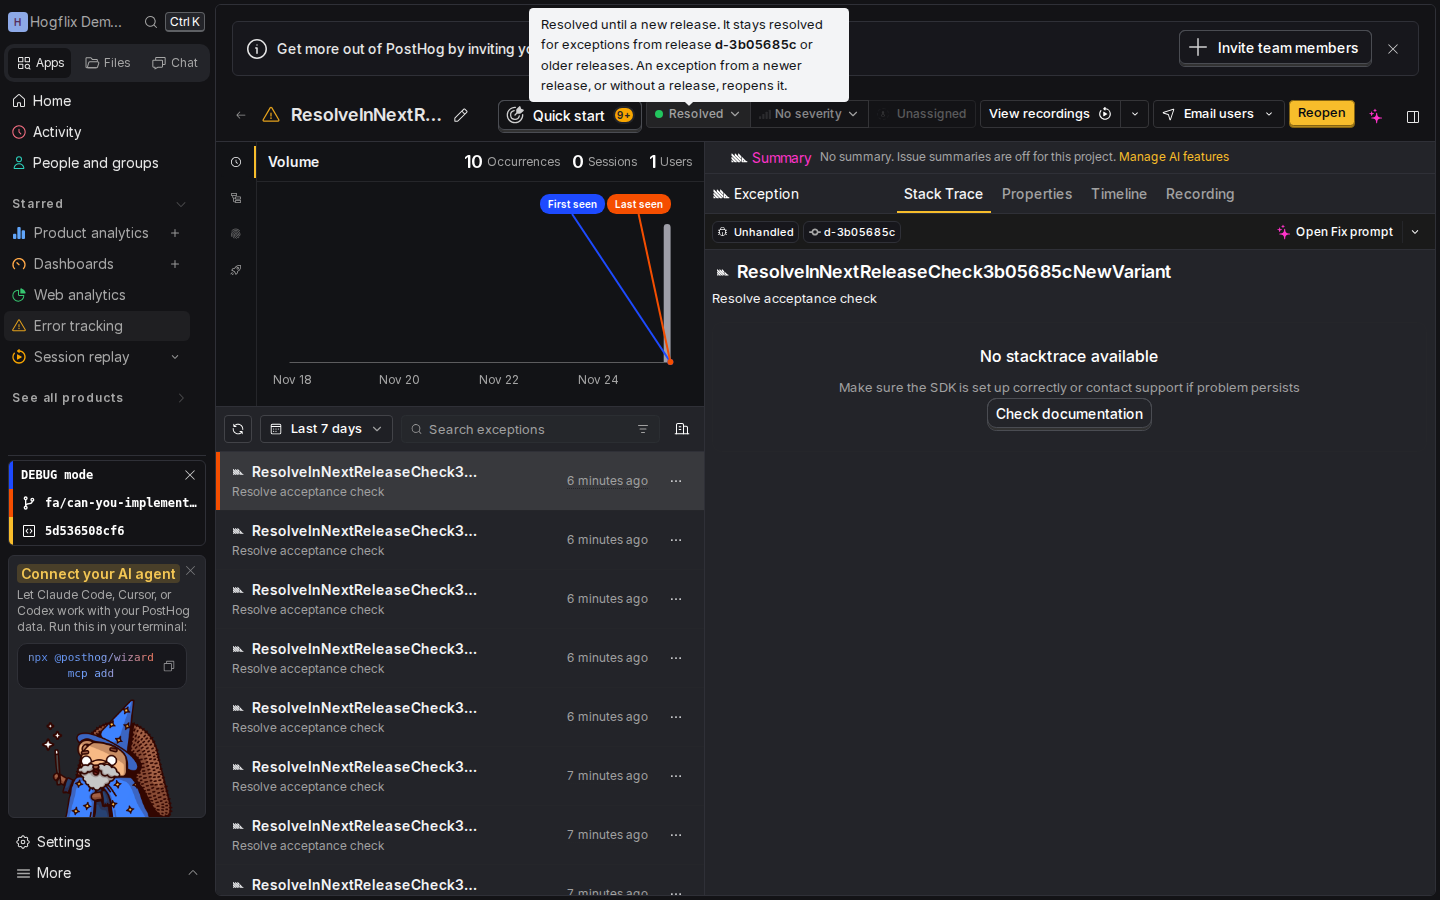 H
Hogflix Dem...
Ctrl K
Apps
Files
Chat
Home
Activity
People and groups
Starred
Product analytics
Dashboards
Web analytics
Error tracking
Session replay
See all products
DEBUG mode
fa/can-you-implement…
5d536508cf6
Connect your AI agent
Let Claude Code, Cursor, or
Codex work with your PostHog
data. Run this in your terminal:
npx @posthog/wizard
mcp add
Settings
More
Get more out of PostHog by inviting yo
Invite team members
Resolved until a new release. It stays resolved
for exceptions from release d-3b05685c or
older releases. An exception from a newer
release, or without a release, reopens it.
ResolveInNextR...
Quick start
9+
Resolved
No severity
Unassigned
View recordings
Email users
Reopen
Volume
10 Occurrences
0 Sessions
1 Users
First seen
Last seen
Nov 18
Nov 20
Nov 22
Nov 24
Last 7 days
Search exceptions
ResolveInNextReleaseCheck3...
Resolve acceptance check
6 minutes ago
ResolveInNextReleaseCheck3...
Resolve acceptance check
6 minutes ago
ResolveInNextReleaseCheck3...
Resolve acceptance check
6 minutes ago
ResolveInNextReleaseCheck3...
Resolve acceptance check
6 minutes ago
ResolveInNextReleaseCheck3...
Resolve acceptance check
6 minutes ago
ResolveInNextReleaseCheck3...
Resolve acceptance check
7 minutes ago
ResolveInNextReleaseCheck3...
Resolve acceptance check
7 minutes ago
ResolveInNextReleaseCheck3...
7 minutes ago
Summary
No summary. Issue summaries are off for this project. Manage AI features
Exception
Stack Trace
Properties
Timeline
Recording
Unhandled
d-3b05685c
Open Fix prompt
ResolveInNextReleaseCheck3b05685cNewVariant
Resolve acceptance check
No stacktrace available
Make sure the SDK is set up correctly or contact support if problem persists
Check documentation